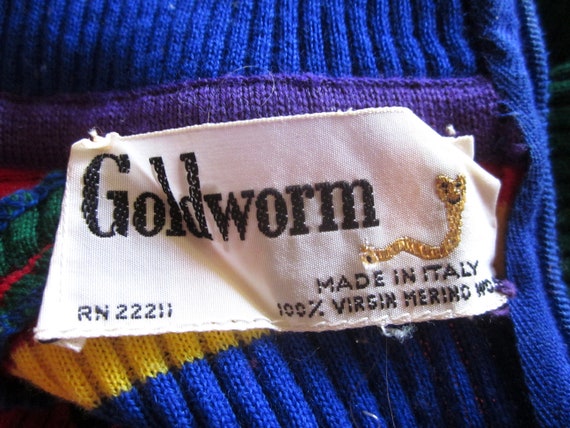 Goldworm
MADE IN ITALY
RN 22211 100% VIRGIN MERINO